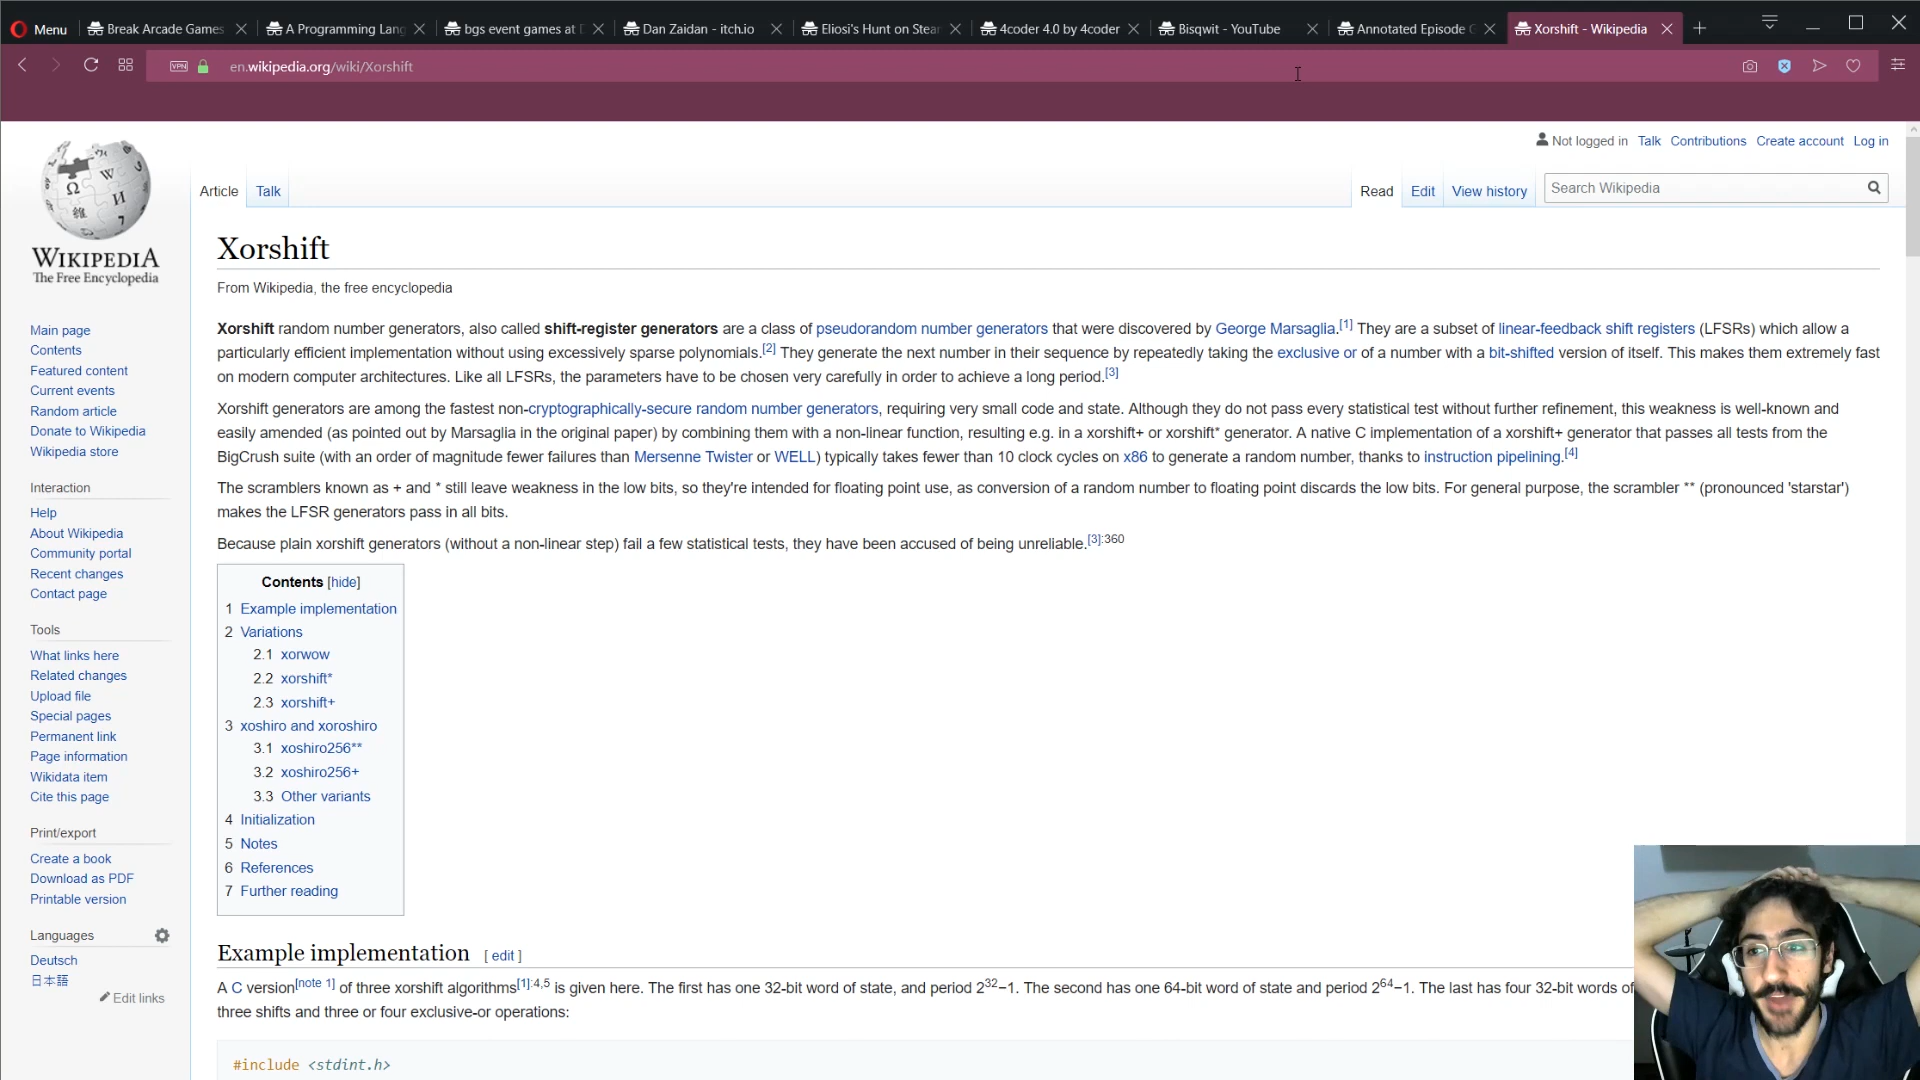 Menu
Break Arcade Games
A Programming Lang
bgs event games at
Dan Zaidan - itch.io
Eliosi's Hunt on Stear
4coder 4.0 by 4coder
Bisqwit - YouTube
Annotated Episode G
Xorshift - Wikipedia
VPN
en.wikipedia.org/wiki/Xorshift
Not logged in Talk Contributions Create account Log in
Article Talk
Read Edit View history
Search Wikipedia
WIKIPEDIA
The Free Encyclopedia
Main page
Contents
Featured content
Current events
Random article
Donate to Wikipedia
Wikipedia store
Interaction
Help
About Wikipedia
Community portal
Recent changes
Contact page
Tools
What links here
Related changes
Upload file
Special pages
Permanent link
Page information
Wikidata item
Cite this page
Print/export
Create a book
Download as PDF
Printable version
Languages
Deutsch
日本語
Edit links
Xorshift
From Wikipedia, the free encyclopedia
Xorshift random number generators, also called shift-register generators are a class of pseudorandom number generators that were discovered by George Marsaglia.[1] They are a subset of linear-feedback shift registers (LFSRs) which allow a
particularly efficient implementation without using excessively sparse polynomials.[2] They generate the next number in their sequence by repeatedly taking the exclusive or of a number with a bit-shifted version of itself. This makes them extremely fast
on modern computer architectures. Like all LFSRs, the parameters have to be chosen very carefully in order to achieve a long period.[3]
Xorshift generators are among the fastest non-cryptographically-secure random number generators, requiring very small code and state. Although they do not pass every statistical test without further refinement, this weakness is well-known and
easily amended (as pointed out by Marsaglia in the original paper) by combining them with a non-linear function, resulting e.g. in a xorshift+ or xorshift* generator. A native C implementation of a xorshift+ generator that passes all tests from the
BigCrush suite (with an order of magnitude fewer failures than Mersenne Twister or WELL) typically takes fewer than 10 clock cycles on x86 to generate a random number, thanks to instruction pipelining.[4]
The scramblers known as + and * still leave weakness in the low bits, so they're intended for floating point use, as conversion of a random number to floating point discards the low bits. For general purpose, the scrambler ** (pronounced 'starstar')
makes the LFSR generators pass in all bits.
Because plain xorshift generators (without a non-linear step) fail a few statistical tests, they have been accused of being unreliable.[3]:360
Contents [hide]
1 Example implementation
2 Variations
2.1 xorwow
2.2 xorshift*
2.3 xorshift+
3 xoshiro and xoroshiro
3.1 xoshiro256**
3.2 xoshiro256+
3.3 Other variants
4 Initialization
5 Notes
6 References
7 Further reading
Example implementation [ edit ]
A C version[note 1] of three xorshift algorithms[1]:4,5 is given here. The first has one 32-bit word of state, and period 2³²−1. The second has one 64-bit word of state and period 2⁶⁴−1. The last has four 32-bit words of
three shifts and three or four exclusive-or operations:
#include <stdint.h>